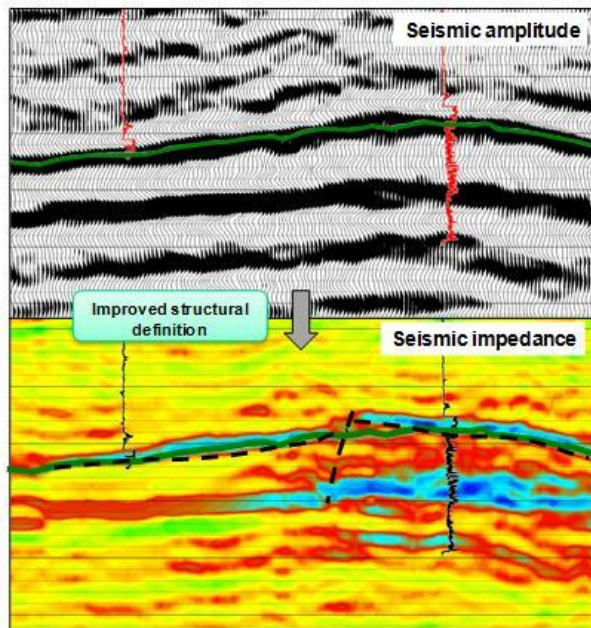 Seismic amplitude
Improved structural
definition
Seismic impedance